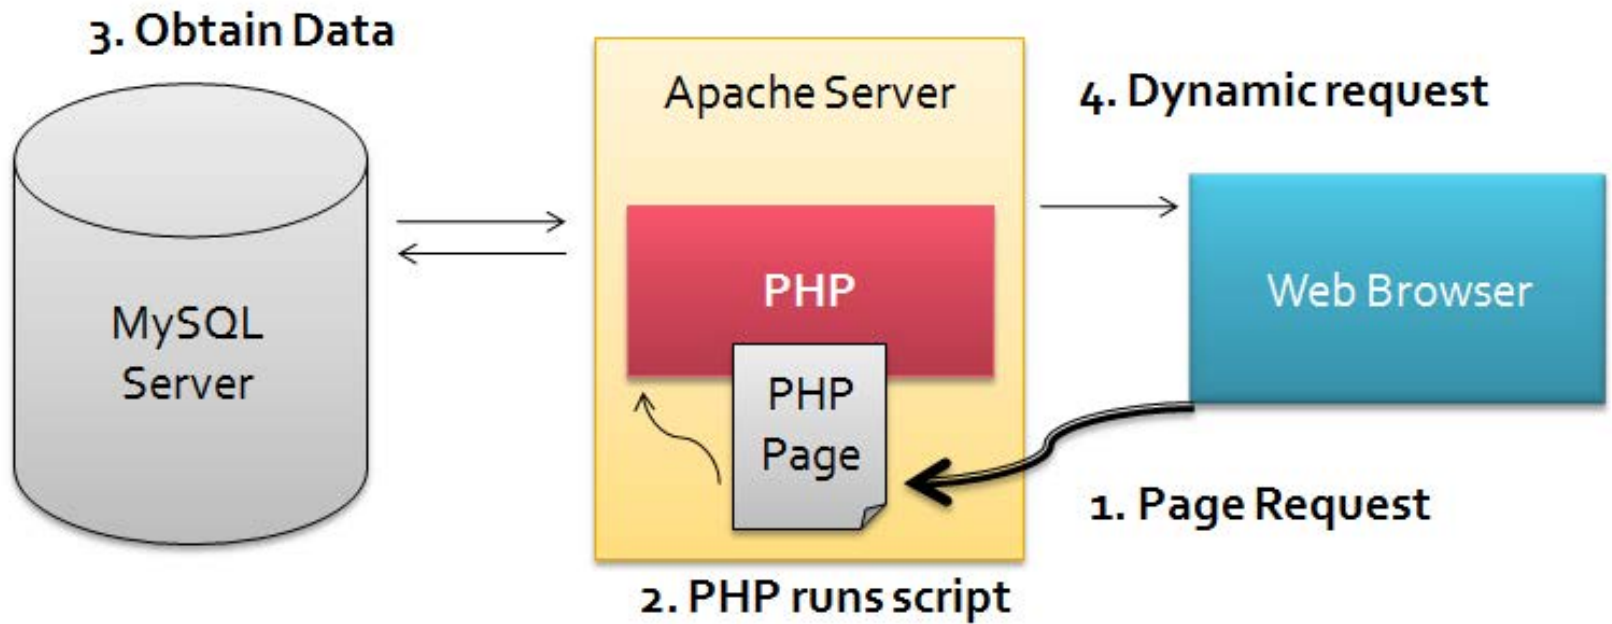 3. Obtain Data
Apache Server
4. Dynamic request
PHP
Web Browser
MySQL
Server
PHP
Page
1. Page Request
2. PHP runs script